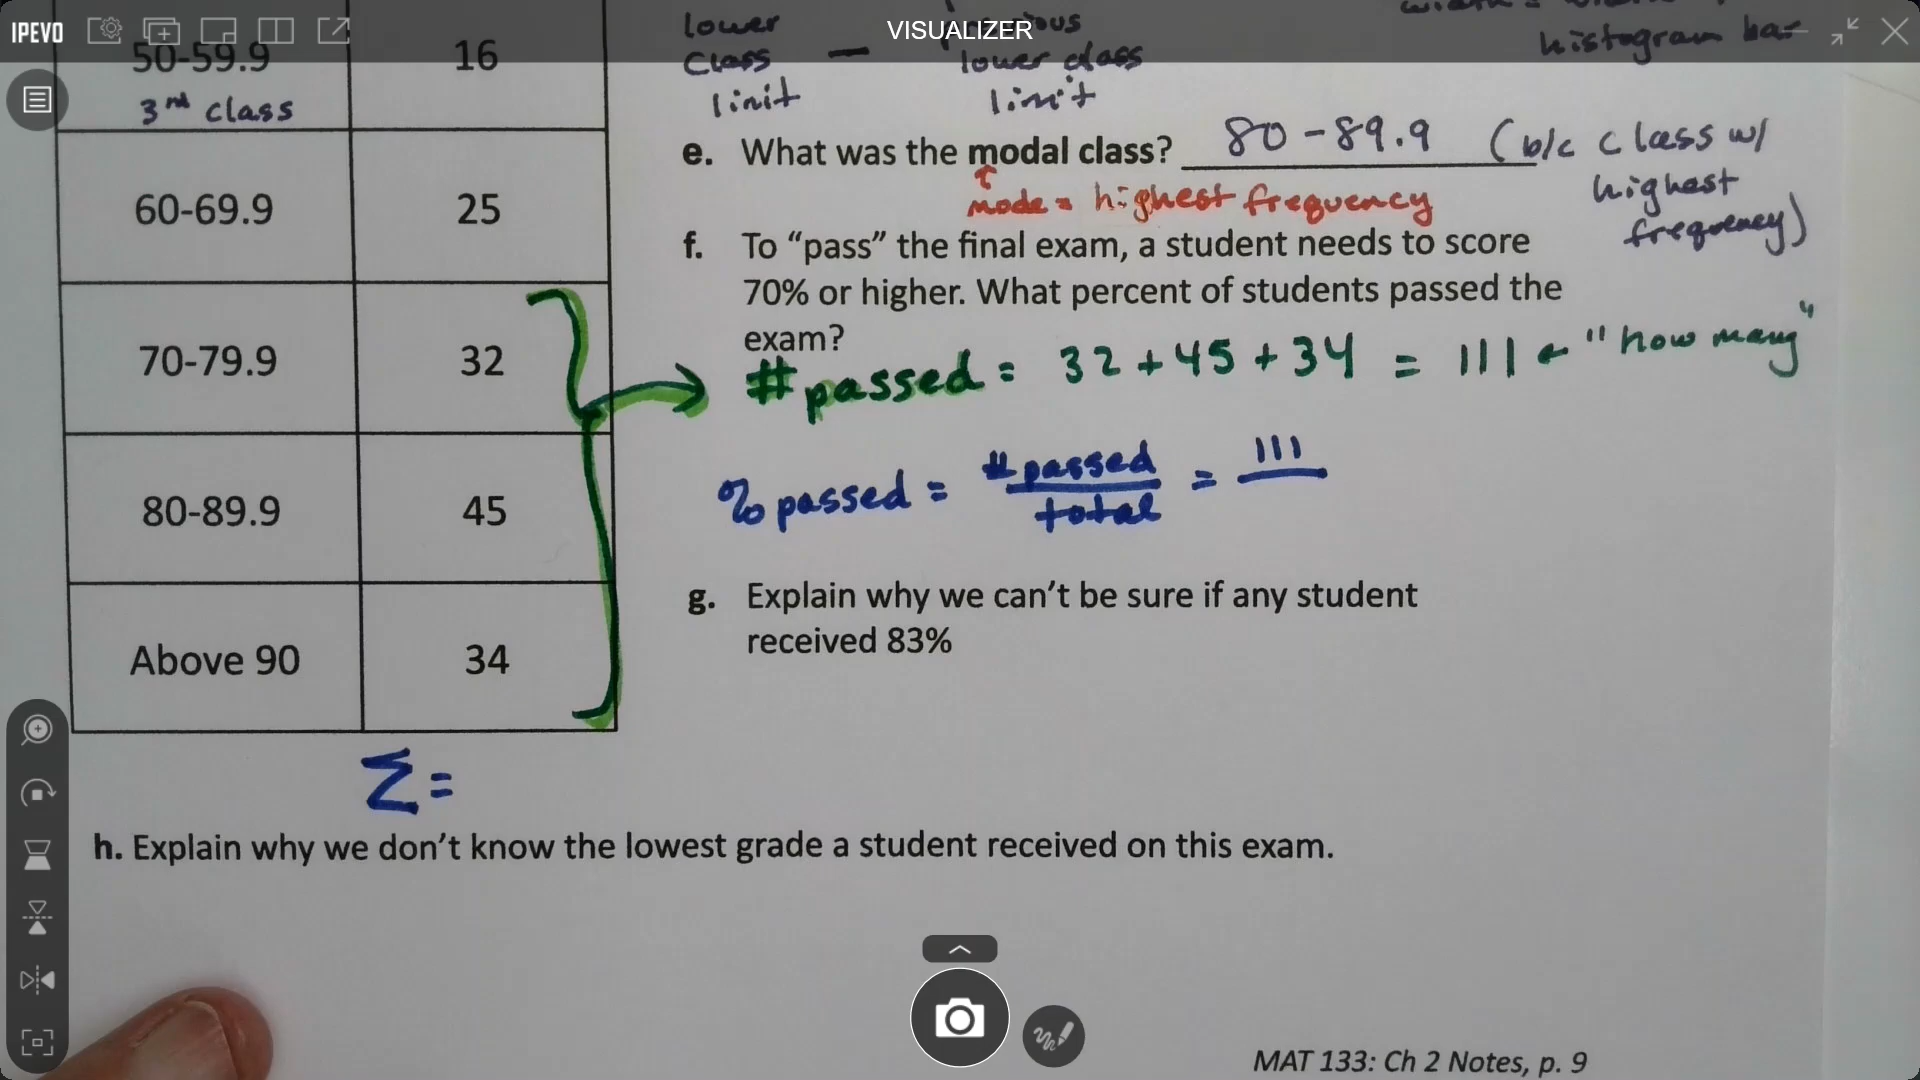 IPEVO
VISUALIZER
50-59.9 16
3rd class
60-69.9 25
70-79.9 32
80-89.9 45
Above 90 34
Σ =
lower
class
limit
—
lower class
limit
histogram bar
e. What was the modal class? 80-89.9 (b/c class w/
highest
frequency)
↑
mode = highest frequency
f. To “pass” the final exam, a student needs to score
70% or higher. What percent of students passed the
exam?
# passed = 32 + 45 + 34 = 111 ← "how many"
% passed = # passed / total = 111
g. Explain why we can’t be sure if any student
received 83%
h. Explain why we don’t know the lowest grade a student received on this exam.
MAT 133: Ch 2 Notes, p. 9